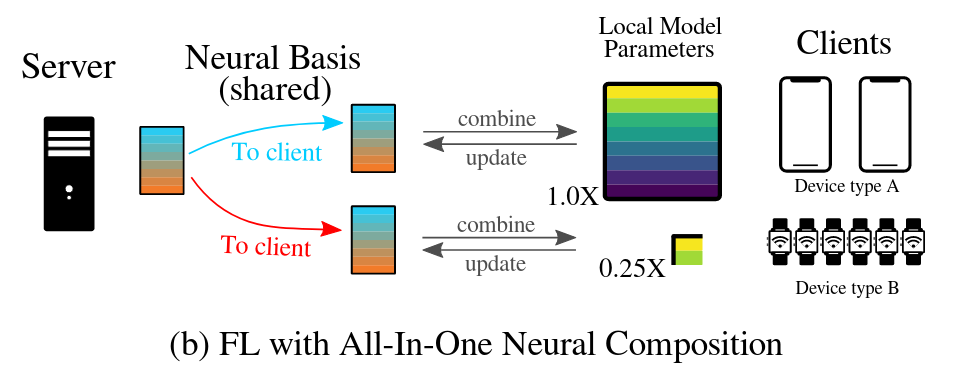 Server
Neural Basis
(shared)
To client
To client
combine
update
combine
update
Local Model
Parameters
1.0X
0.25X
Clients
Device type A
Device type B
(b) FL with All-In-One Neural Composition